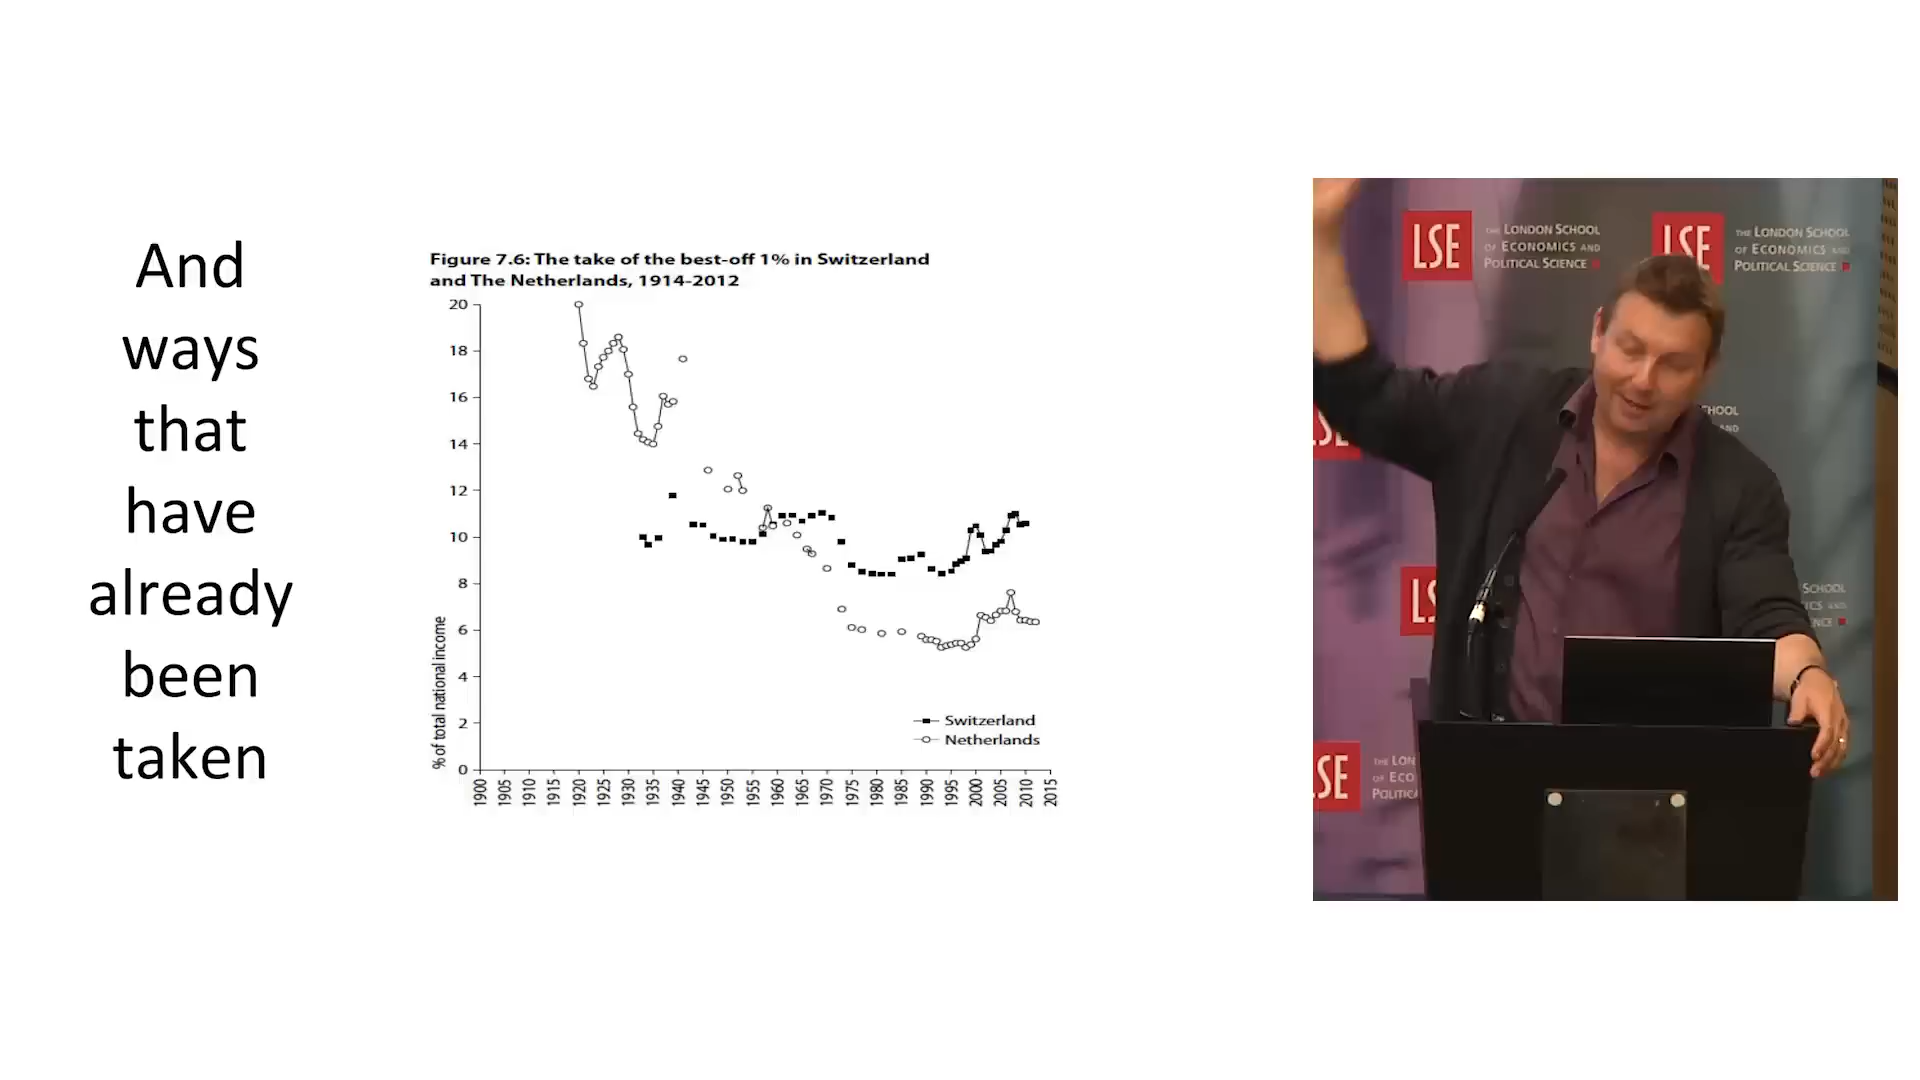 And
ways
that
have
already
been
taken
Figure 7.6: The take of the best-off 1% in Switzerland
and The Netherlands, 1914-2012
% of total national income
20
18
16
14
12
10
8
6
4
2
0
1900
1905
1910
1915
1920
1925
1930
1935
1940
1945
1950
1955
1960
1965
1970
1975
1980
1985
1990
1995
2000
2005
2010
2015
Switzerland
Netherlands
LSE
THE LONDON SCHOOL
OF ECONOMICS AND
POLITICAL SCIENCE
LSE
THE LONDON SCHOOL
OF ECONOMICS AND
POLITICAL SCIENCE